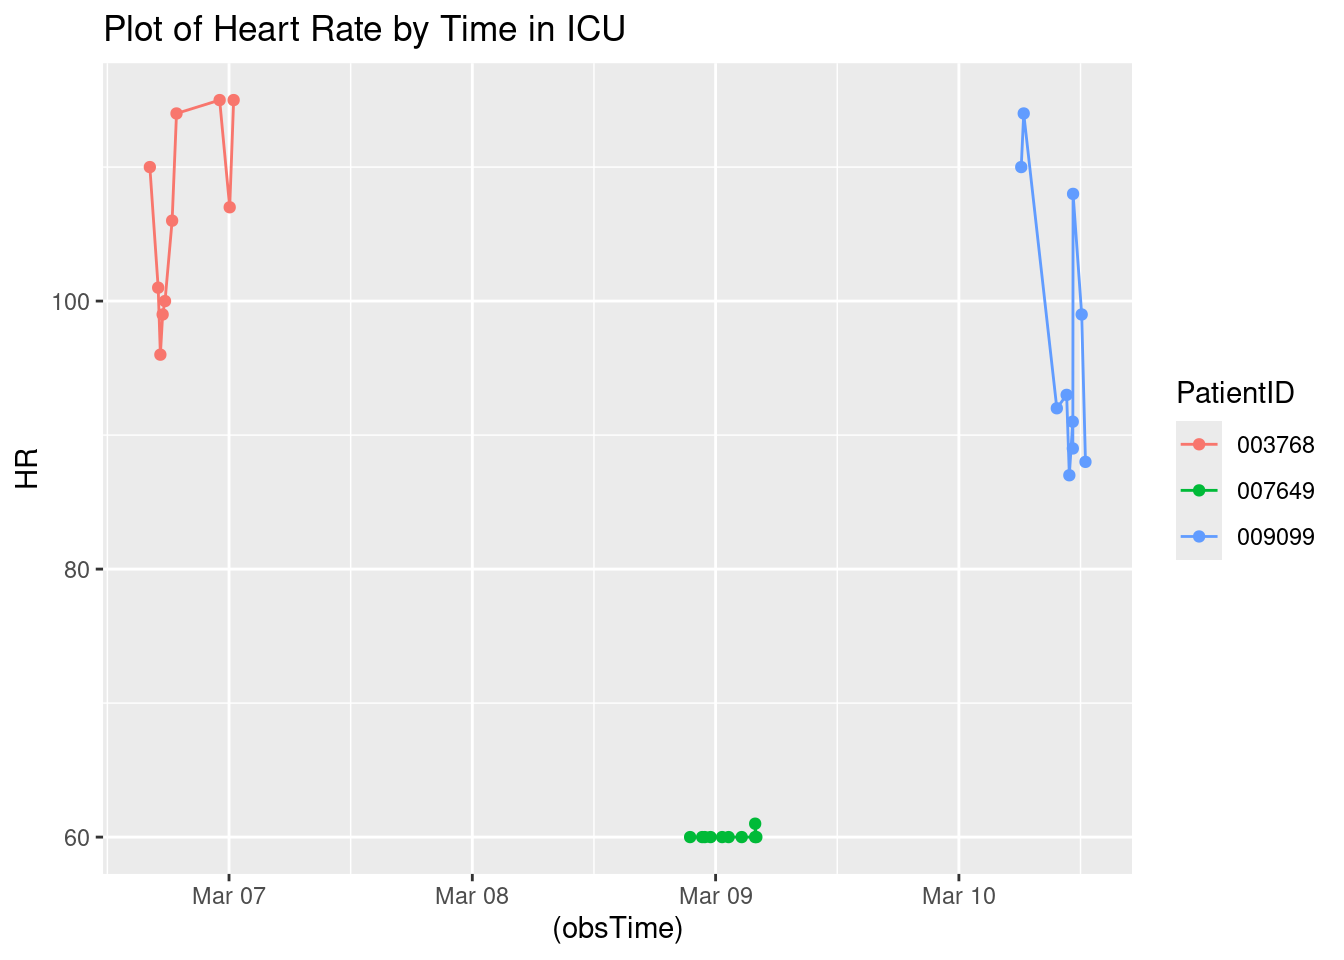 Plot of Heart Rate by Time in ICU
HR
100
80
60
Mar 07
Mar 08
Mar 09
Mar 10
(obsTime)
PatientID
003768
007649
009099